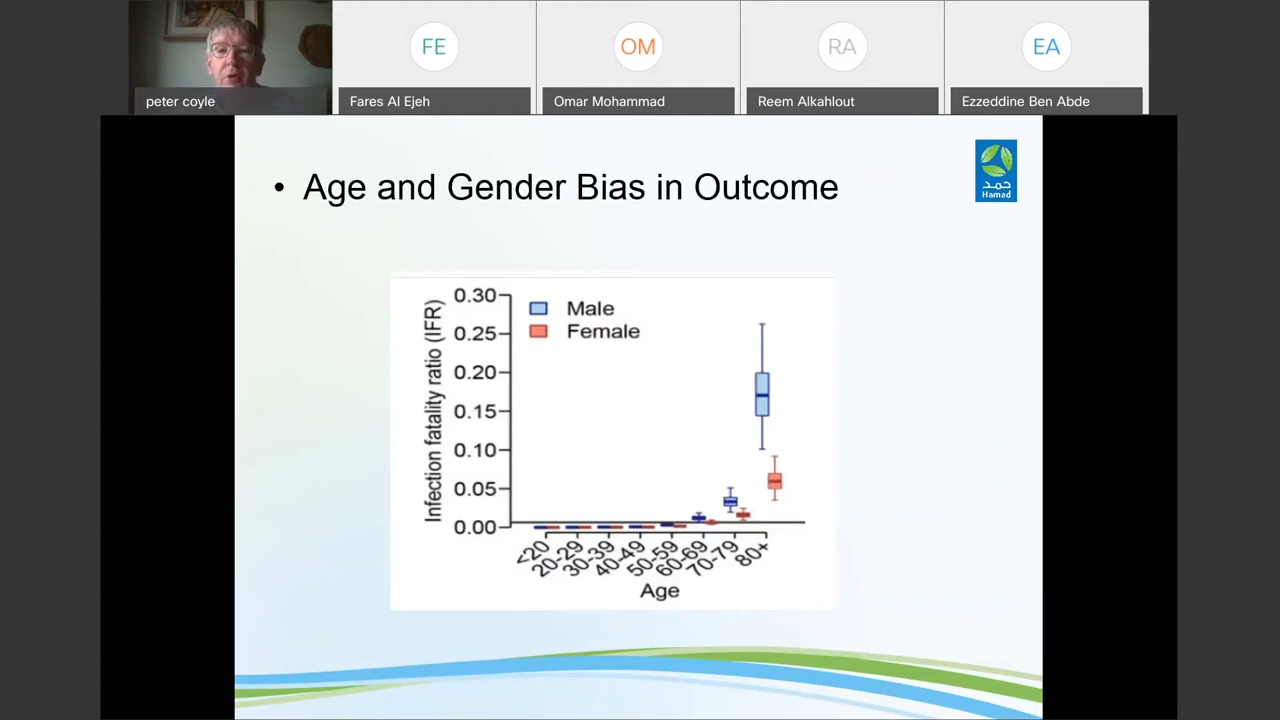 FE
OM
RA
EA
peter coyle
Fares Al Ejeh
Omar Mohammad
Reem Alkahlout
Ezzeddine Ben Abde
• Age and Gender Bias in Outcome
حمد
Hamad
Infection fatality ratio (IFR)
0.30
0.25
0.20
0.15
0.10
0.05
0.00
Male
Female
<20
20-29
30-39
40-49
50-59
60-69
70-79
80+
Age